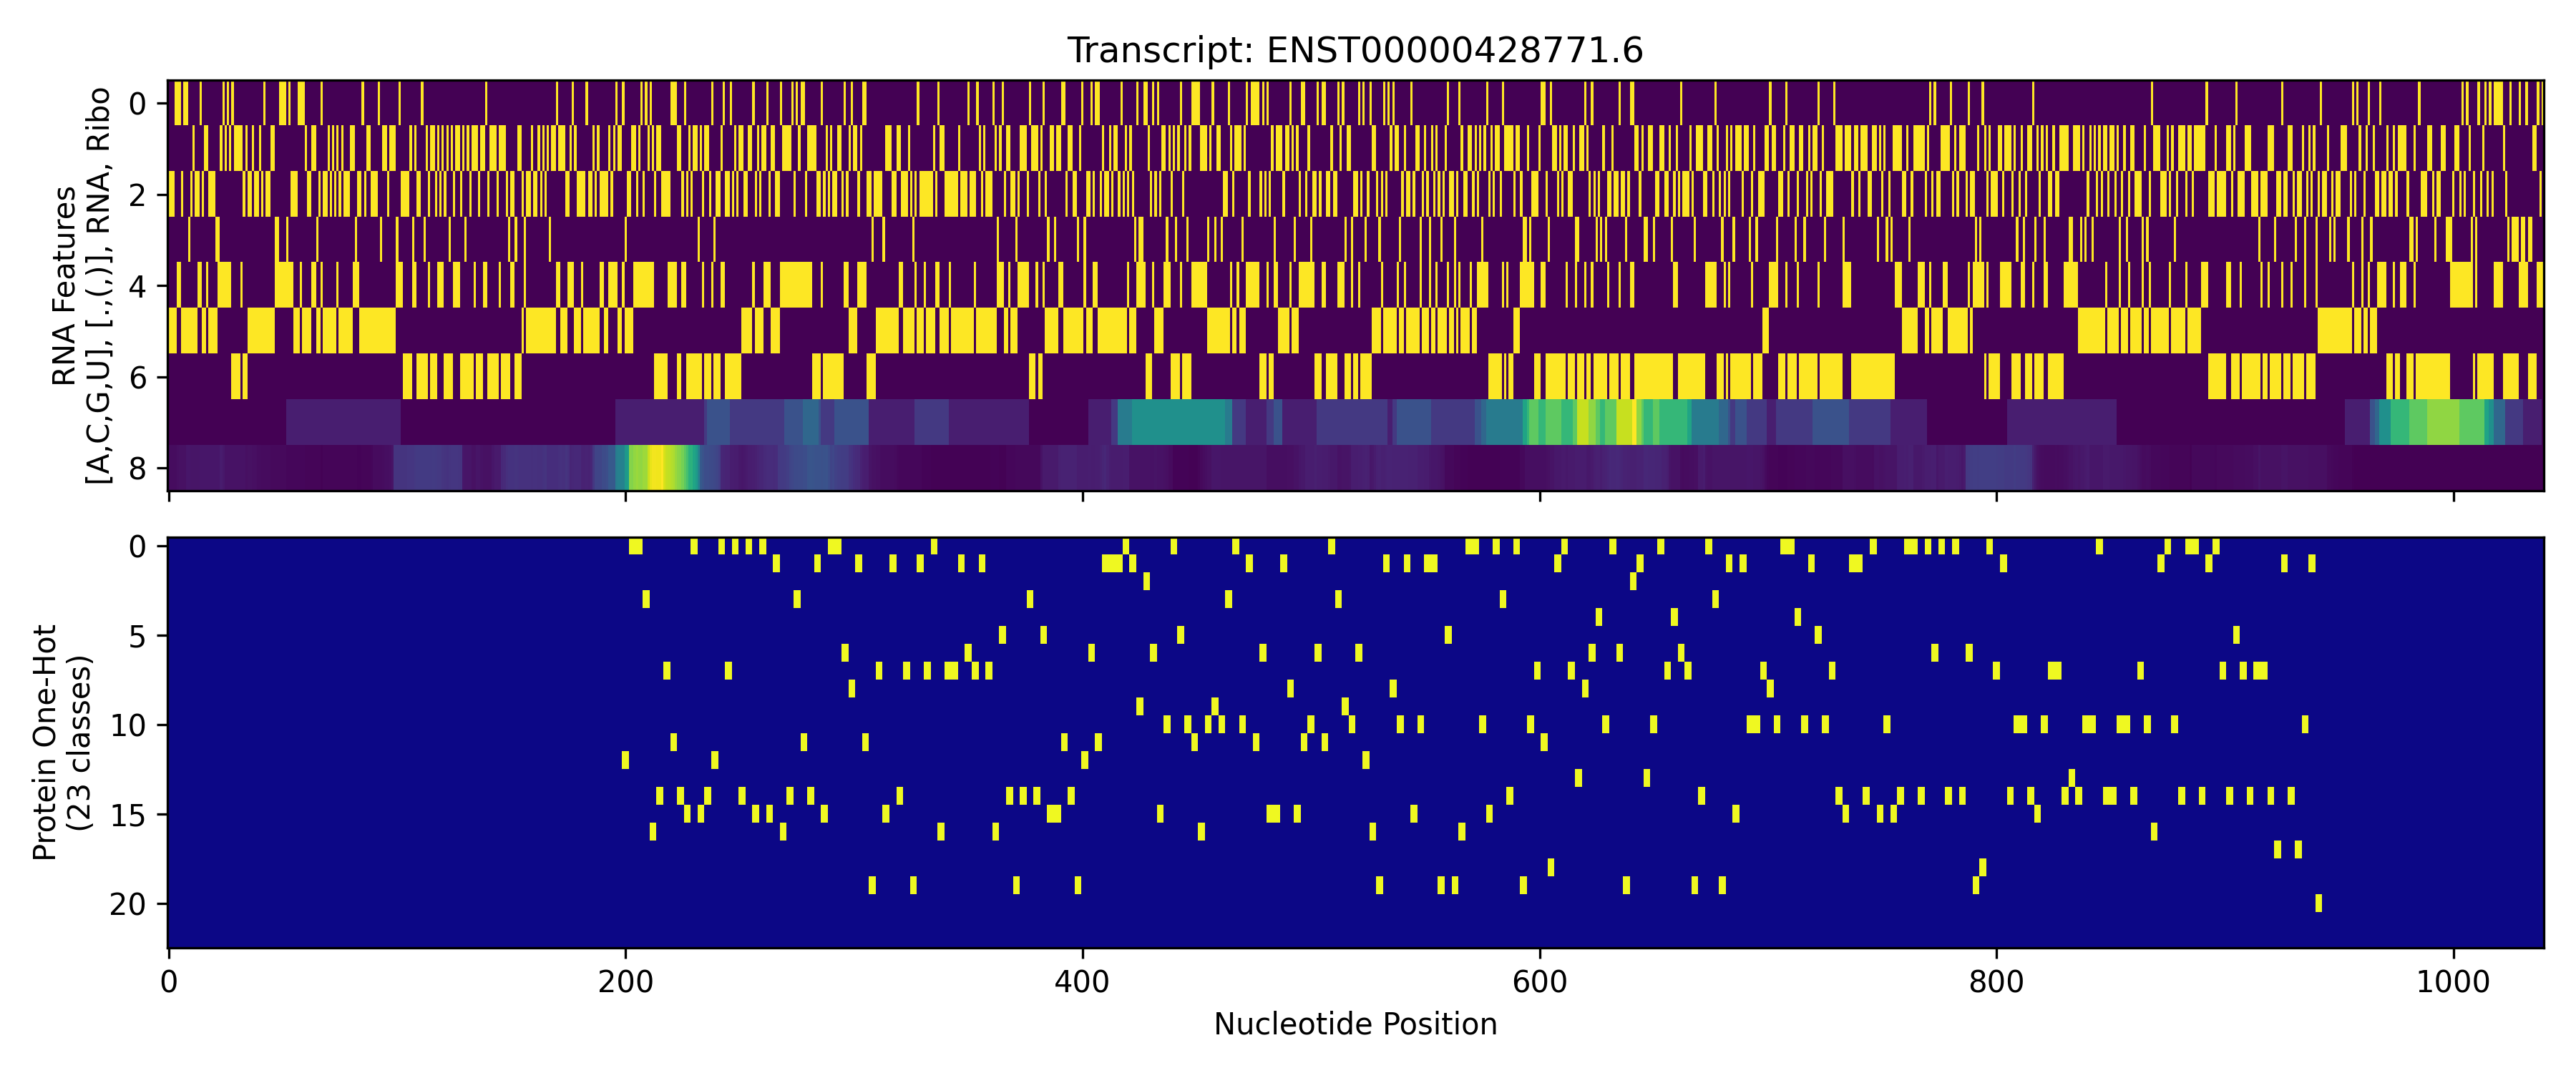 Transcript: ENST00000428771.6
RNA Features
[A,C,G,U], [.,(,)], RNA, Ribo
0
2
4
6
8
Protein One-Hot
(23 classes)
0
5
10
15
20
0 200 400 600 800 1000
Nucleotide Position